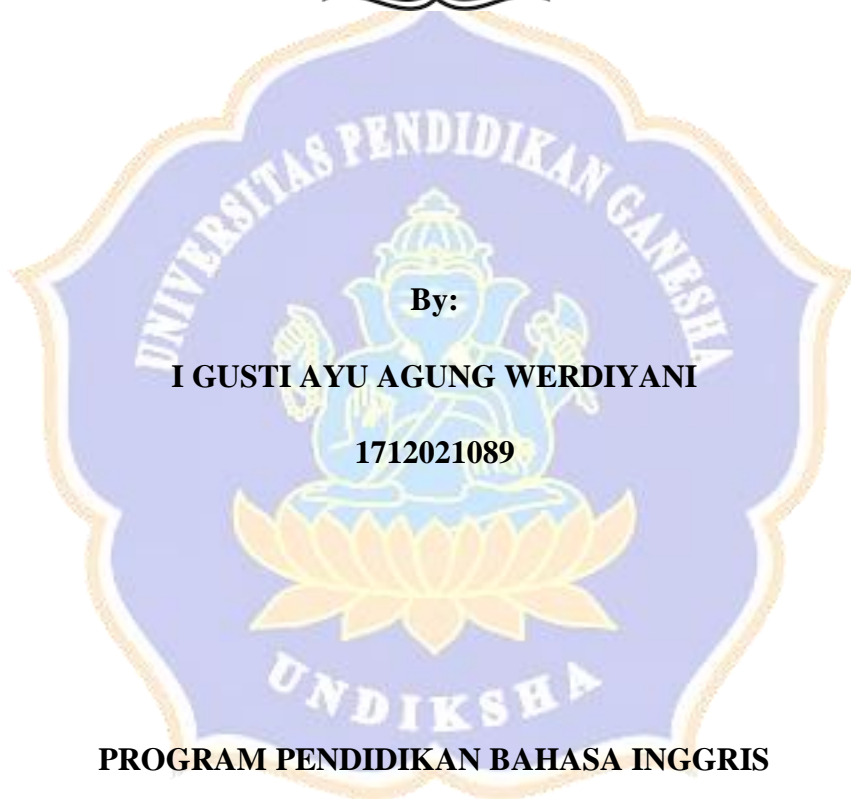 UNIVERSITAS PENDIDIKAN GANESHA
By:
I GUSTI AYU AGUNG WERDIYANI
1712021089
UNDIKSHA
PROGRAM PENDIDIKAN BAHASA INGGRIS